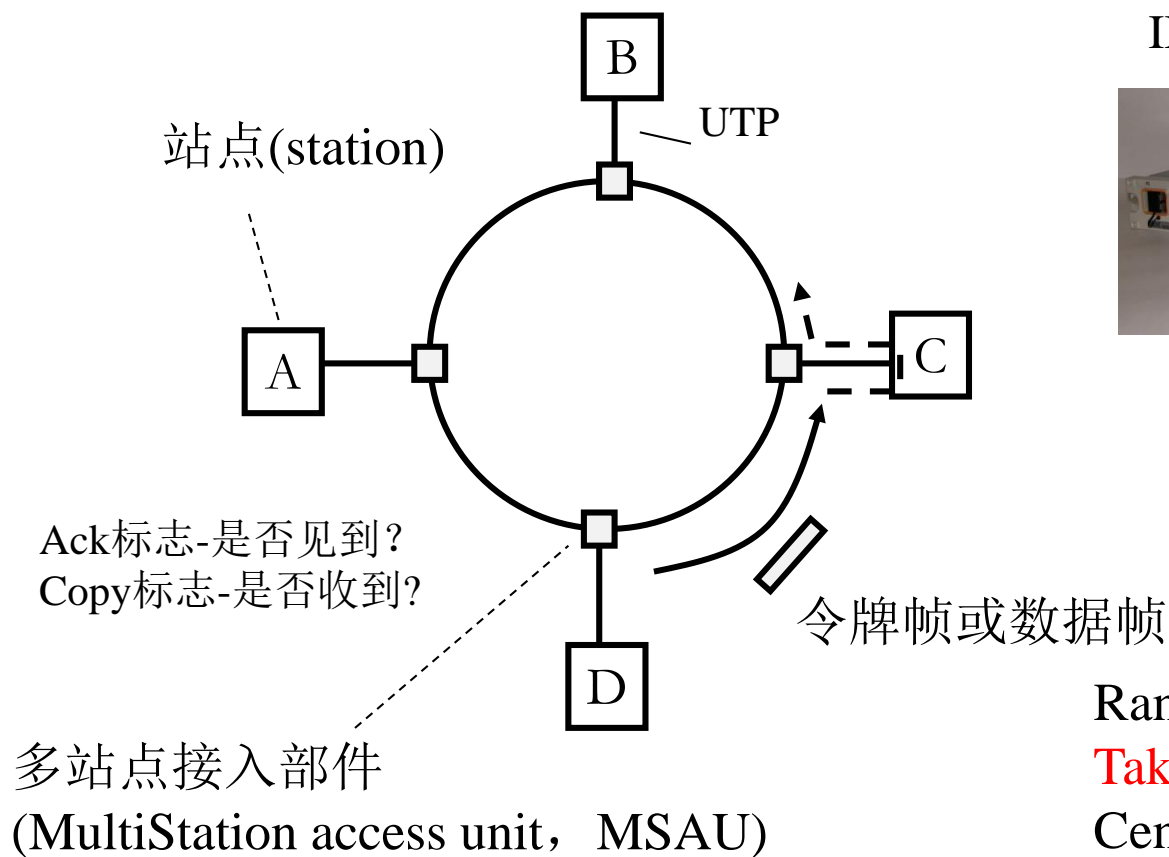 B
UTP
站点(station)
A
C
Ack标志-是否见到？
Copy标志-是否收到?
令牌帧或数据帧
D
多站点接入部件
(MultiStation access unit，MSAU)